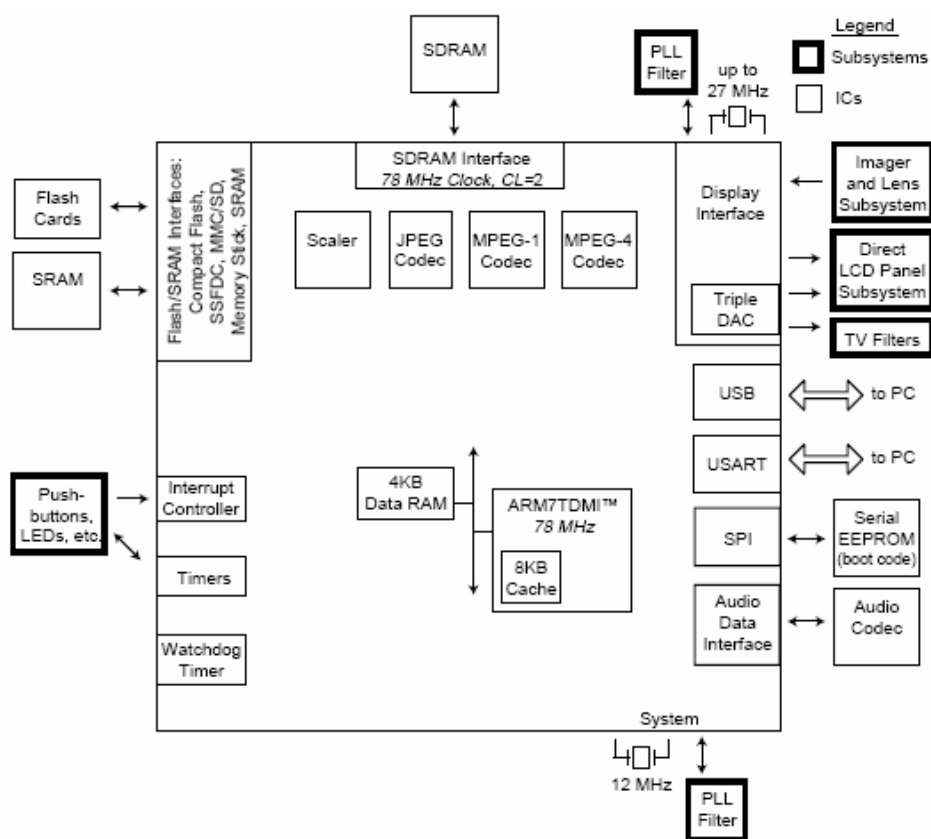 Legend
Subsystems
ICs
SDRAM
PLL
Filter
up to
27 MHz
SDRAM Interface
78 MHz Clock, CL=2
Flash/SRAM Interfaces:
Compact Flash,
SSFDC, MMC/SD,
Memory Stick, SRAM
Flash
Cards
SRAM
Scaler
JPEG
Codec
MPEG-1
Codec
MPEG-4
Codec
Display
Interface
Triple
DAC
Imager
and Lens
Subsystem
Direct
LCD Panel
Subsystem
TV Filters
USB
to PC
USART
to PC
Push-
buttons,
LEDs, etc.
Interrupt
Controller
Timers
Watchdog
Timer
4KB
Data RAM
ARM7TDMI™
78 MHz
8KB
Cache
SPI
Serial
EEPROM
(boot code)
Audio
Data
Interface
Audio
Codec
System
12 MHz
PLL
Filter